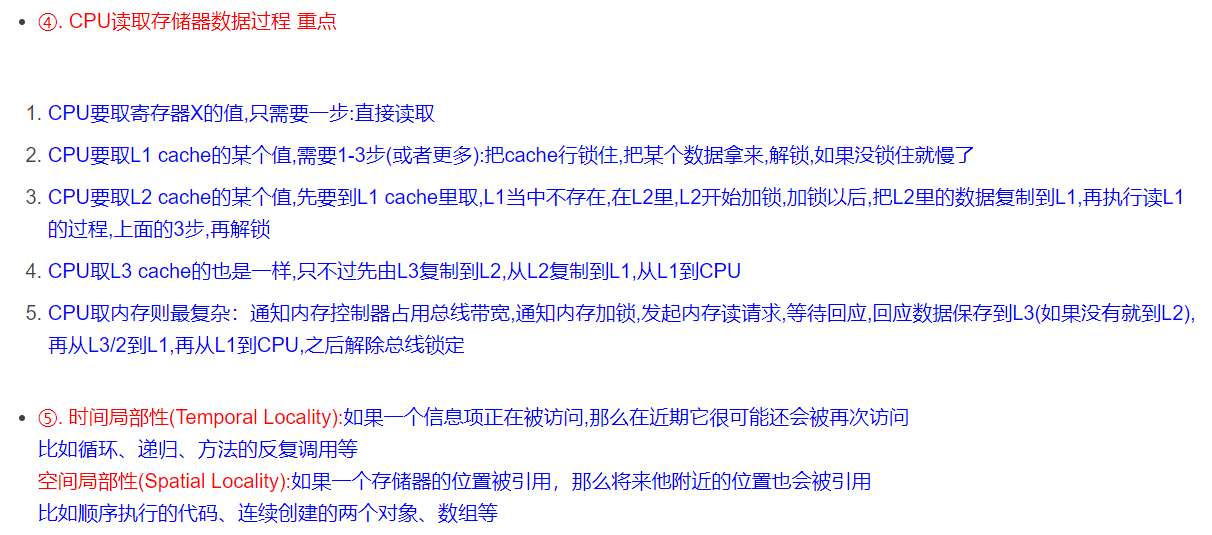 ④. CPU读取存储器数据过程 重点
1. CPU要取寄存器X的值,只需要一步:直接读取
2. CPU要取L1 cache的某个值,需要1-3步(或者更多):把cache行锁住,把某个数据拿来,解锁,如果没锁住就慢了
3. CPU要取L2 cache的某个值,先要到L1 cache里取,L1当中不存在,在L2里,L2开始加锁,加锁以后,把L2里的数据复制到L1,再执行读L1
的过程,上面的3步,再解锁
4. CPU取L3 cache的也是一样,只不过先由L3复制到L2,从L2复制到L1,从L1到CPU
5. CPU取内存则最复杂：通知内存控制器占用总线带宽,通知内存加锁,发起内存读请求,等待回应,回应数据保存到L3(如果没有就到L2),
再从L3/2到L1,再从L1到CPU,之后解除总线锁定
⑤. 时间局部性(Temporal Locality):如果一个信息项正在被访问,那么在近期它很可能还会被再次访问
比如循环、递归、方法的反复调用等
空间局部性(Spatial Locality):如果一个存储器的位置被引用，那么将来他附近的位置也会被引用
比如顺序执行的代码、连续创建的两个对象、数组等